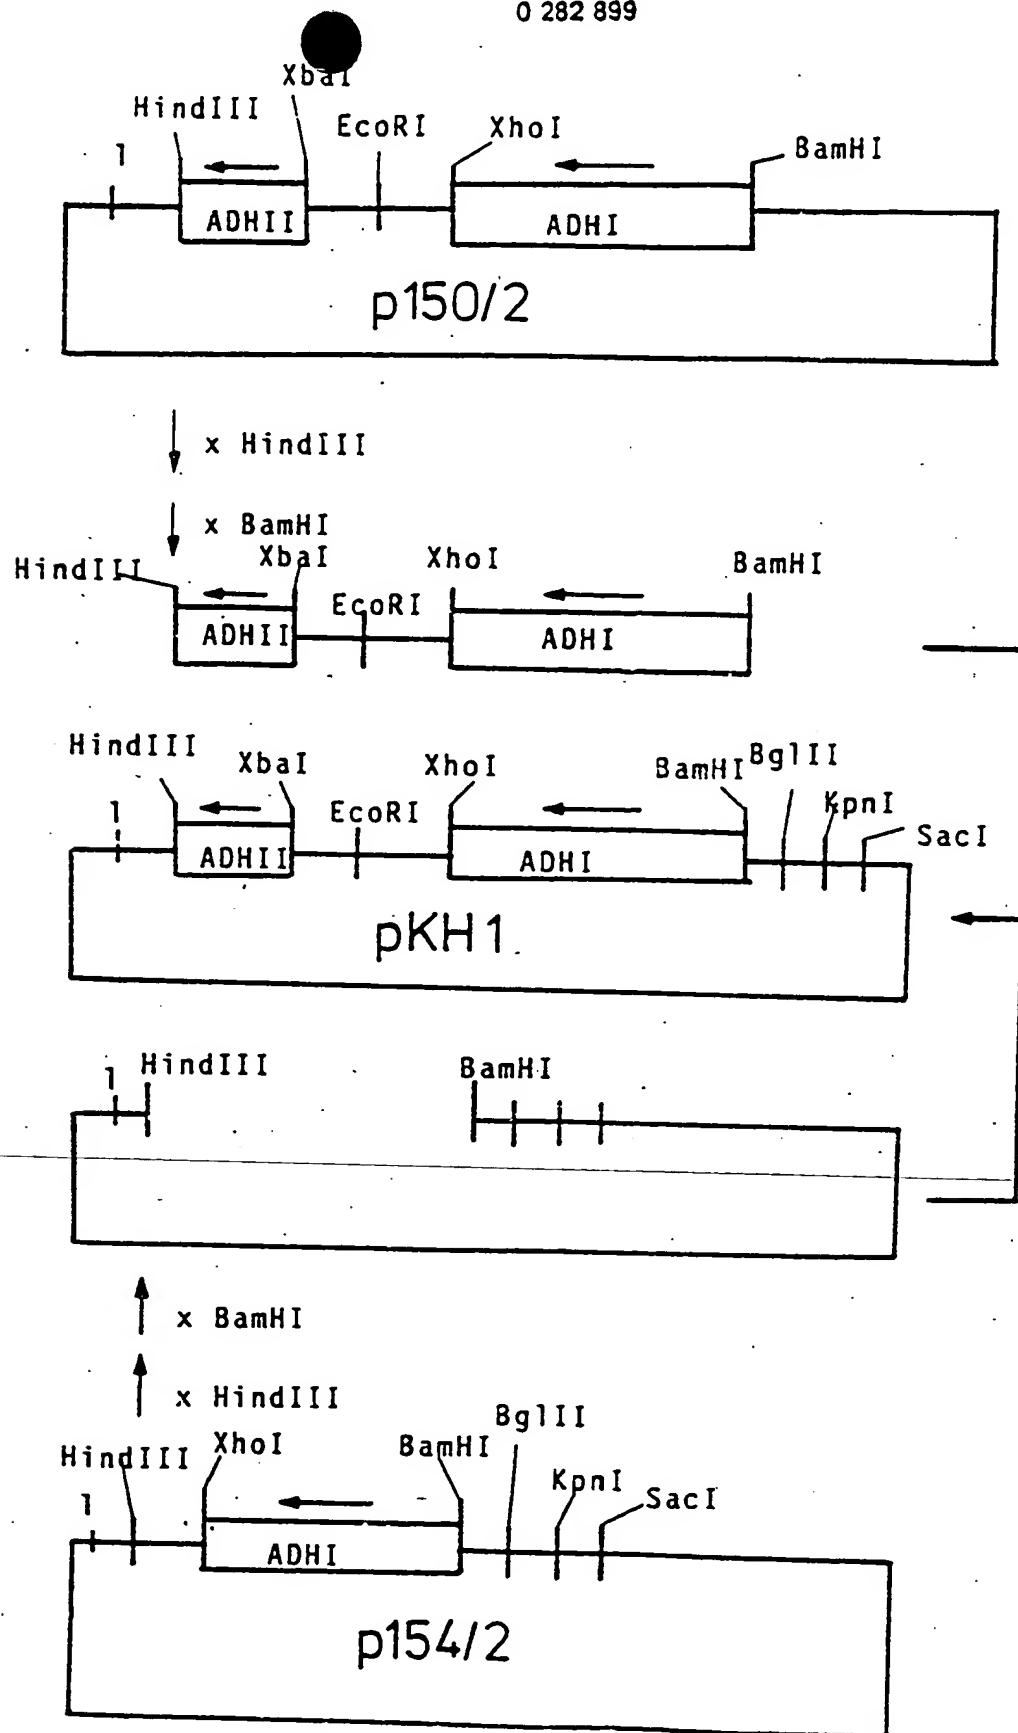 0 282 899
XbaI
HindIII
EcoRI
XhoI
BamHI
1
ADHII
ADHI
p150/2
x HindIII
x BamHI
HindIII
XbaI
XhoI
BamHI
EcoRI
ADHII
ADHI
HindIII
XbaI
XhoI
BamHI
BglII
1
EcoRI
KpnI
SacI
ADHII
ADHI
pKH1
1
HindIII
BamHI
x BamHI
x HindIII
HindIII
XhoI
BamHI
BglII
KpnI
SacI
1
ADHI
p154/2